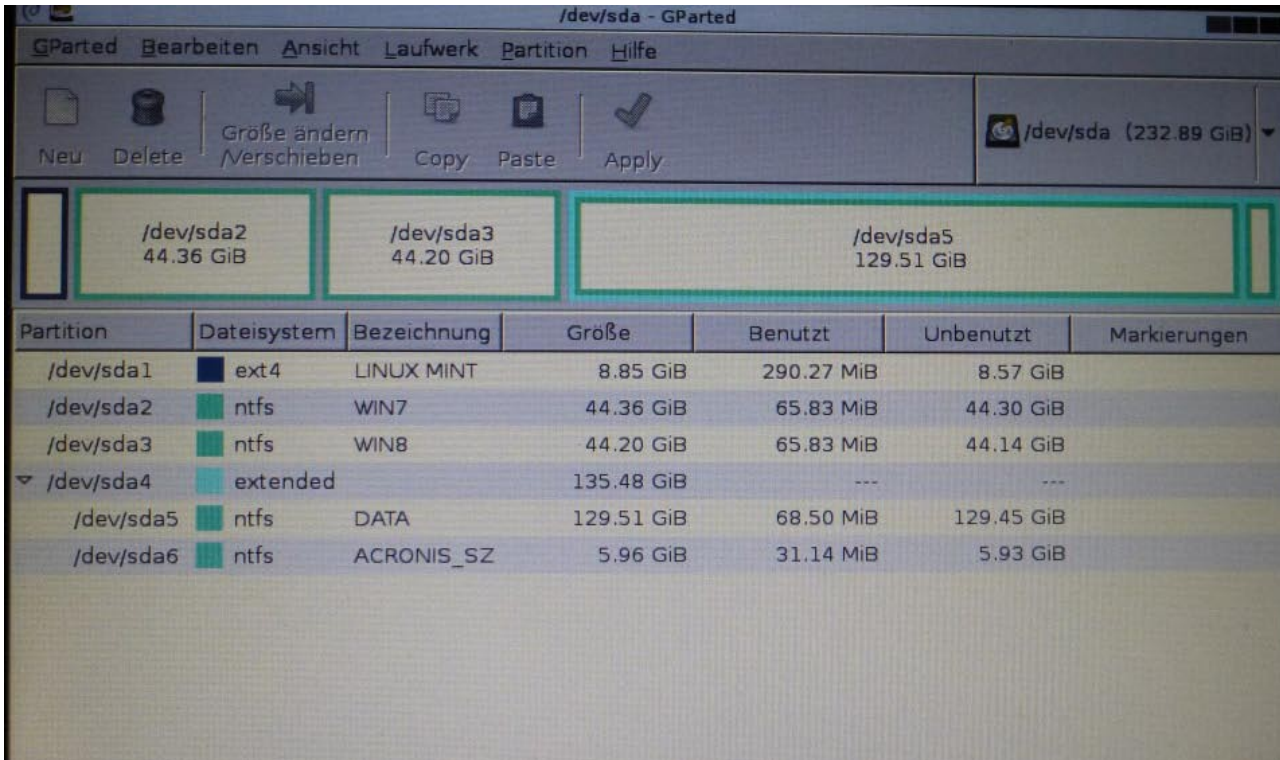 /dev/sda - GParted
GParted Bearbeiten Ansicht Laufwerk Partition Hilfe
Neu Delete Größe ändern /Verschieben Copy Paste Apply
/dev/sda (232.89 GiB)
/dev/sda2
44.36 GiB
/dev/sda3
44.20 GiB
/dev/sda5
129.51 GiB
Partition Dateisystem Bezeichnung Größe Benutzt Unbenutzt Markierungen
/dev/sda1 ext4 LINUX MINT 8.85 GiB 290.27 MiB 8.57 GiB
/dev/sda2 ntfs WIN7 44.36 GiB 65.83 MiB 44.30 GiB
/dev/sda3 ntfs WIN8 44.20 GiB 65.83 MiB 44.14 GiB
/dev/sda4 extended 135.48 GiB --- ---
/dev/sda5 ntfs DATA 129.51 GiB 68.50 MiB 129.45 GiB
/dev/sda6 ntfs ACRONIS_SZ 5.96 GiB 31.14 MiB 5.93 GiB